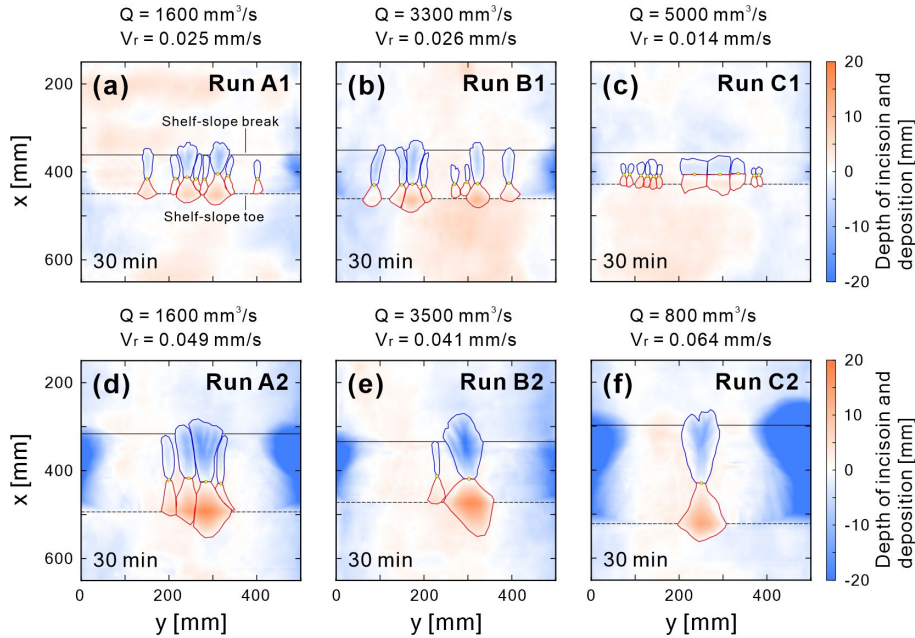 Q = 1600 mm³/s
Vr = 0.025 mm/s
Q = 3300 mm³/s
Vr = 0.026 mm/s
Q = 5000 mm³/s
Vr = 0.014 mm/s
(a) Run A1
(b) Run B1
(c) Run C1
Shelf-slope break
Shelf-slope toe
30 min
30 min
30 min
200
400
600
x [mm]
20
10
0
-10
-20
Depth of incisoin and
deposition [mm]
Q = 1600 mm³/s
Vr = 0.049 mm/s
Q = 3500 mm³/s
Vr = 0.041 mm/s
Q = 800 mm³/s
Vr = 0.064 mm/s
(d) Run A2
(e) Run B2
(f) Run C2
30 min
30 min
30 min
200
400
600
x [mm]
0 200 400
0 200 400
0 200 400 500
y [mm]
y [mm]
y [mm]
20
10
0
-10
-20
Depth of incisoin and
deposition [mm]